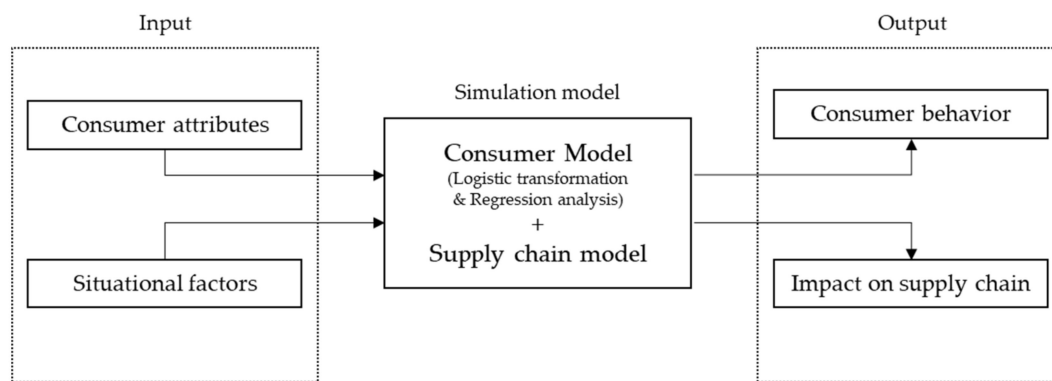 Input
Consumer attributes
Situational factors
Simulation model
Consumer Model
(Logistic transformation
& Regression analysis)
+
Supply chain model
Output
Consumer behavior
Impact on supply chain